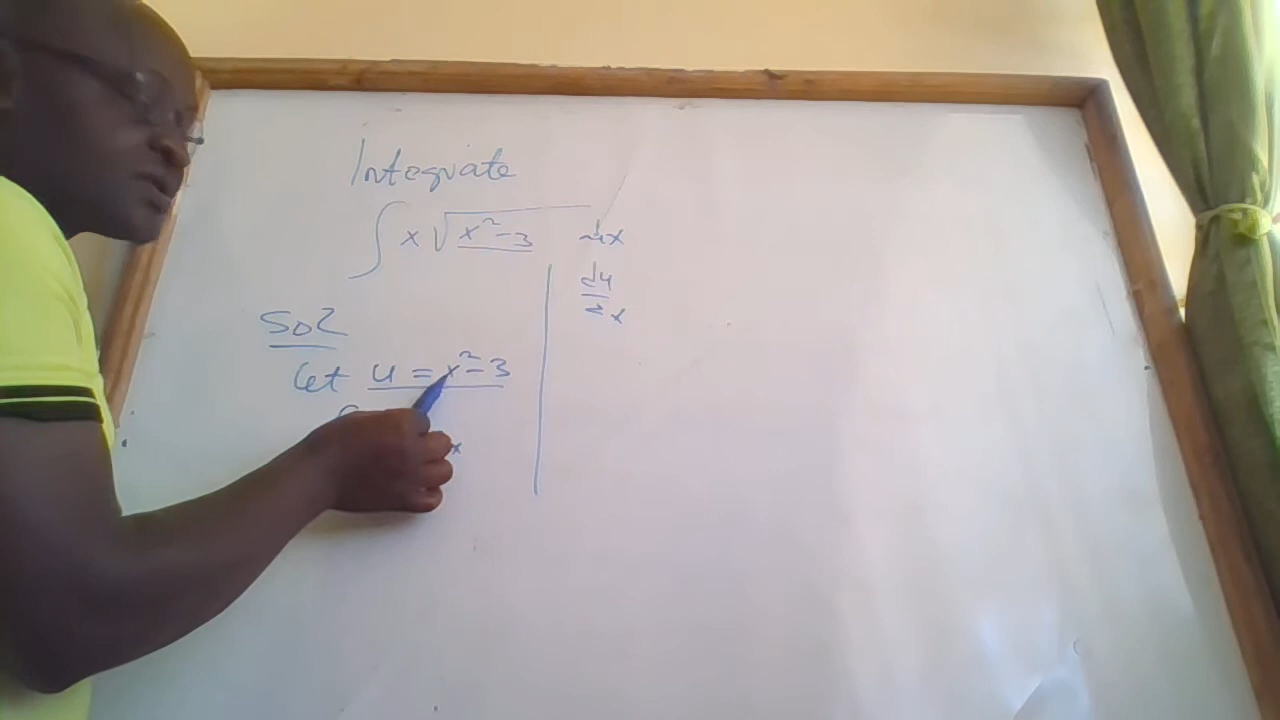 Integrate
∫ x √(x² - 3) dx
Sol
Let u = x² - 3
x
du
dx